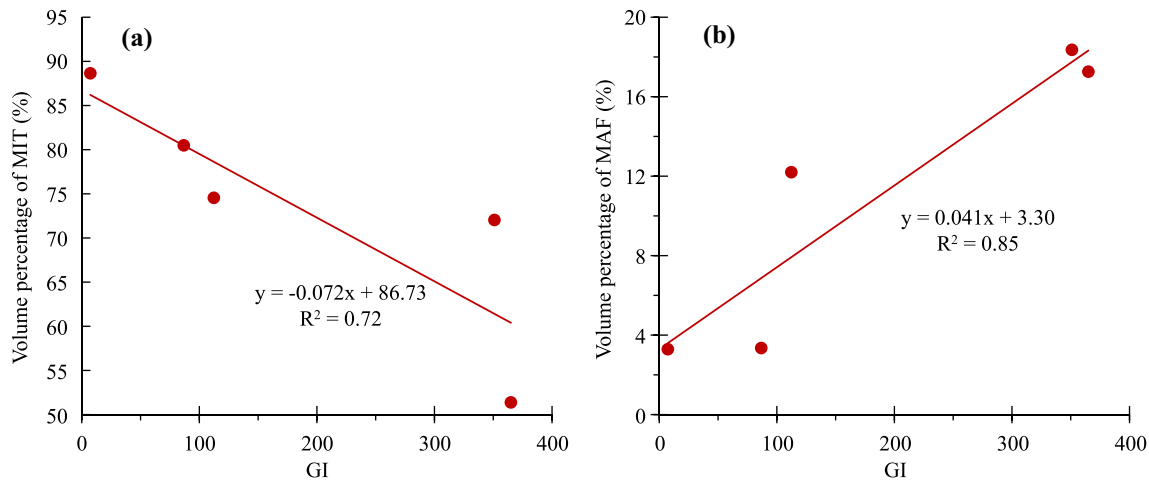 (a)
Volume percentage of MIT (%)
95
90
85
80
75
70
65
60
55
50
0 100 200 300 400
GI
y = -0.072x + 86.73
R² = 0.72
(b)
Volume percentage of MAF (%)
20
16
12
8
4
0
0 100 200 300 400
GI
y = 0.041x + 3.30
R² = 0.85